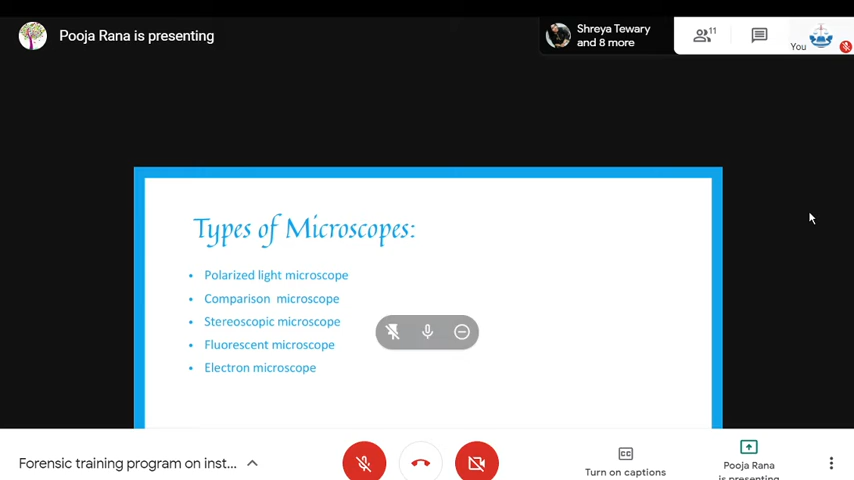 Pooja Rana is presenting
Shreya Tewary
and 8 more
11
You
Types of Microscopes:
• Polarized light microscope
• Comparison microscope
• Stereoscopic microscope
• Fluorescent microscope
• Electron microscope
Forensic training program on inst...
Turn on captions
Pooja Rana
is presenting